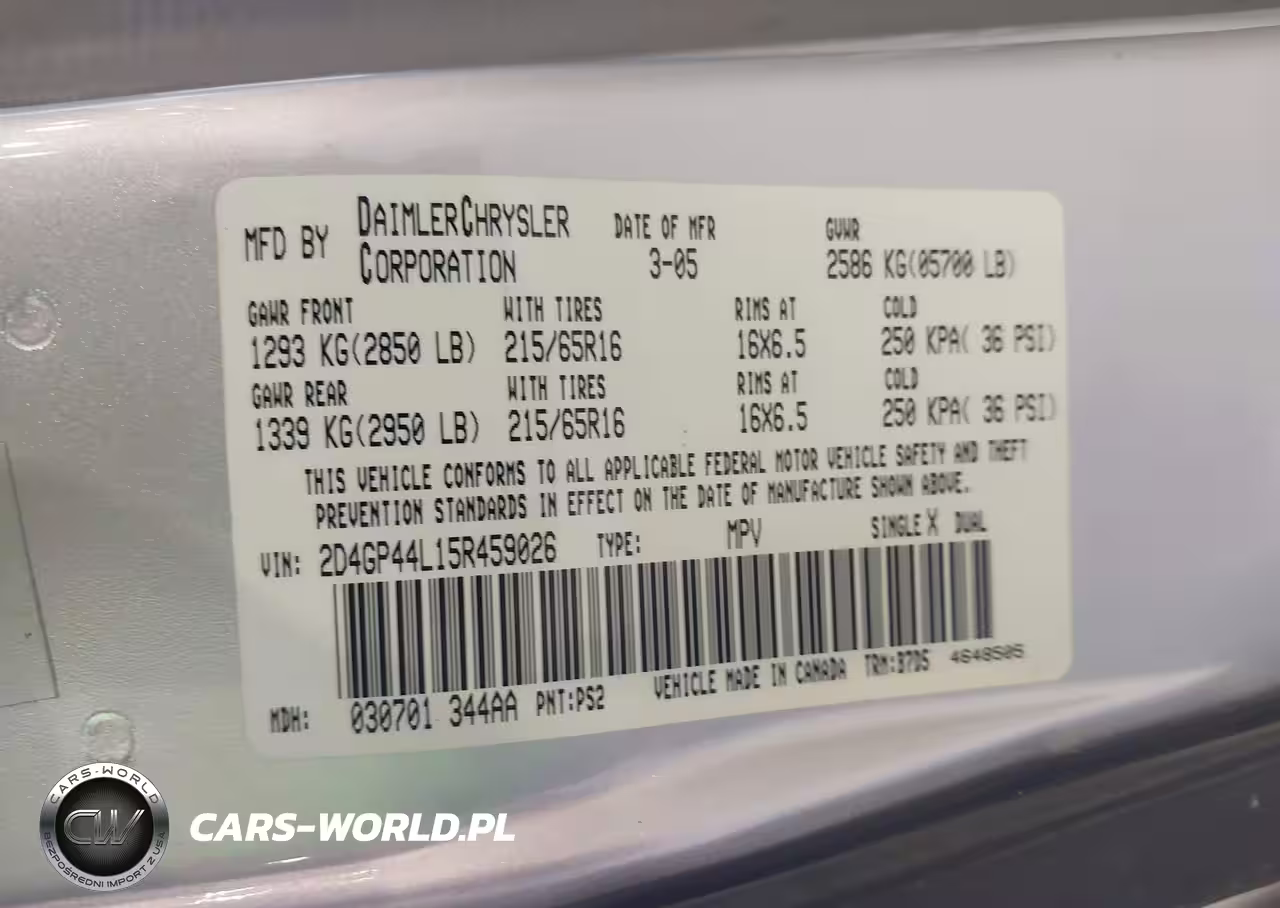 MFD BY DAIMLERCHRYSLER CORPORATION DATE OF MFR 3-05 GVWR 2586 KG(05700 LB)
GAWR FRONT WITH TIRES RIMS AT COLD
1293 KG(2850 LB) 215/65R16 16X6.5 250 KPA( 36 PSI)
GAWR REAR WITH TIRES RIMS AT COLD
1339 KG(2950 LB) 215/65R16 16X6.5 250 KPA( 36 PSI)
THIS VEHICLE CONFORMS TO ALL APPLICABLE FEDERAL MOTOR VEHICLE SAFETY AND THEFT
PREVENTION STANDARDS IN EFFECT ON THE DATE OF MANUFACTURE SHOWN ABOVE.
VIN: 2D4GP44L15R459026 TYPE: MPV SINGLE X DUAL
MDH: 030701 344AA PNT:PS2 VEHICLE MADE IN CANADA TRM:B7D5 4648505
CARS-WORLD
CW
BEZPOŚREDNI IMPORT Z USA
CARS-WORLD.PL